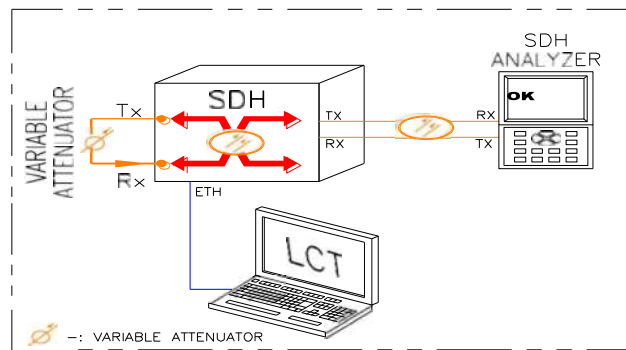 SDH
ANALYZER
OK
VARIABLE
ATTENUATOR
Tx
SDH
TX
RX
Rx
RX
TX
ETH
LCT
-: VARIABLE ATTENUATOR